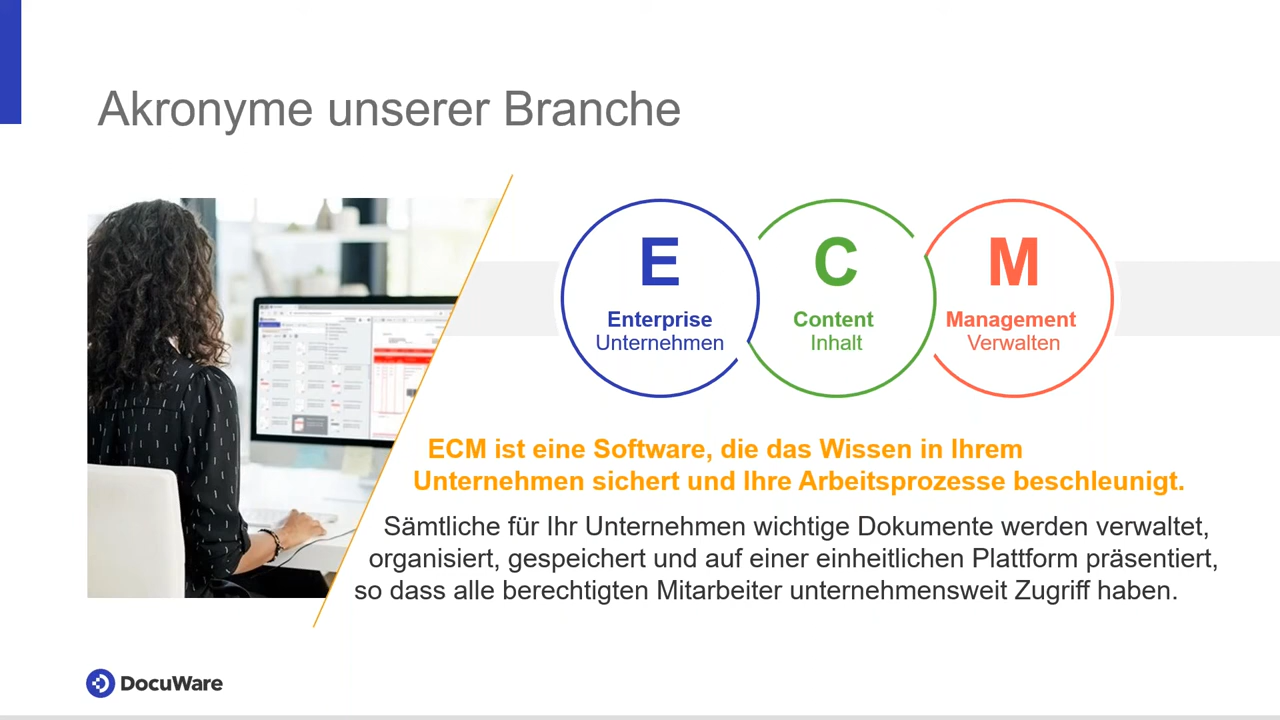 Akronyme unserer Branche
E
Enterprise
Unternehmen
C
Content
Inhalt
M
Management
Verwalten
ECM ist eine Software, die das Wissen in Ihrem
Unternehmen sichert und Ihre Arbeitsprozesse beschleunigt.
Sämtliche für Ihr Unternehmen wichtige Dokumente werden verwaltet,
organisiert, gespeichert und auf einer einheitlichen Plattform präsentiert,
so dass alle berechtigten Mitarbeiter unternehmensweit Zugriff haben.
DocuWare